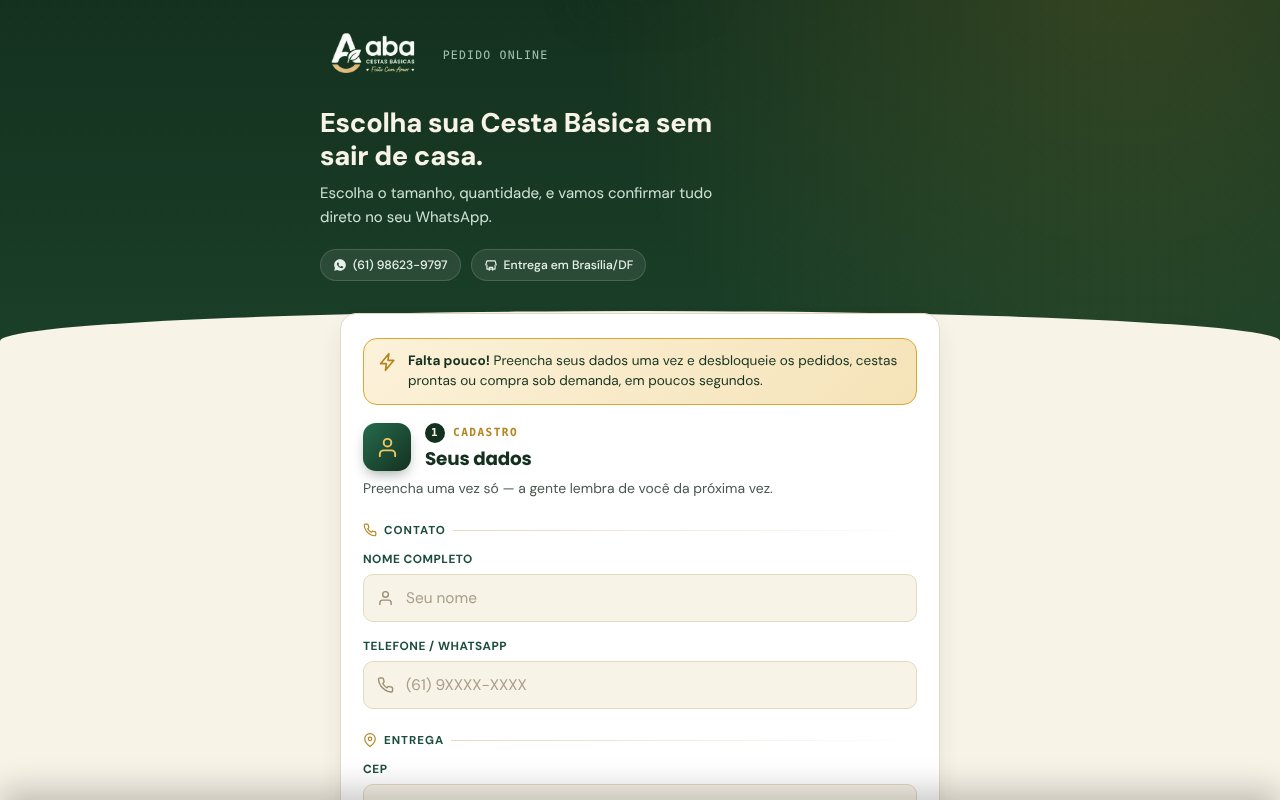 aba
CESTAS BÁSICAS
Feito Com Amor
PEDIDO ONLINE
Escolha sua Cesta Básica sem
sair de casa.
Escolha o tamanho, quantidade, e vamos confirmar tudo
direto no seu WhatsApp.
(61) 98623-9797
Entrega em Brasília/DF
Falta pouco! Preencha seus dados uma vez e desbloqueie os pedidos, cestas
prontas ou compra sob demanda, em poucos segundos.
1 CADASTRO
Seus dados
Preencha uma vez só — a gente lembra de você da próxima vez.
CONTATO
NOME COMPLETO
Seu nome
TELEFONE / WHATSAPP
(61) 9XXXX-XXXX
ENTREGA
CEP